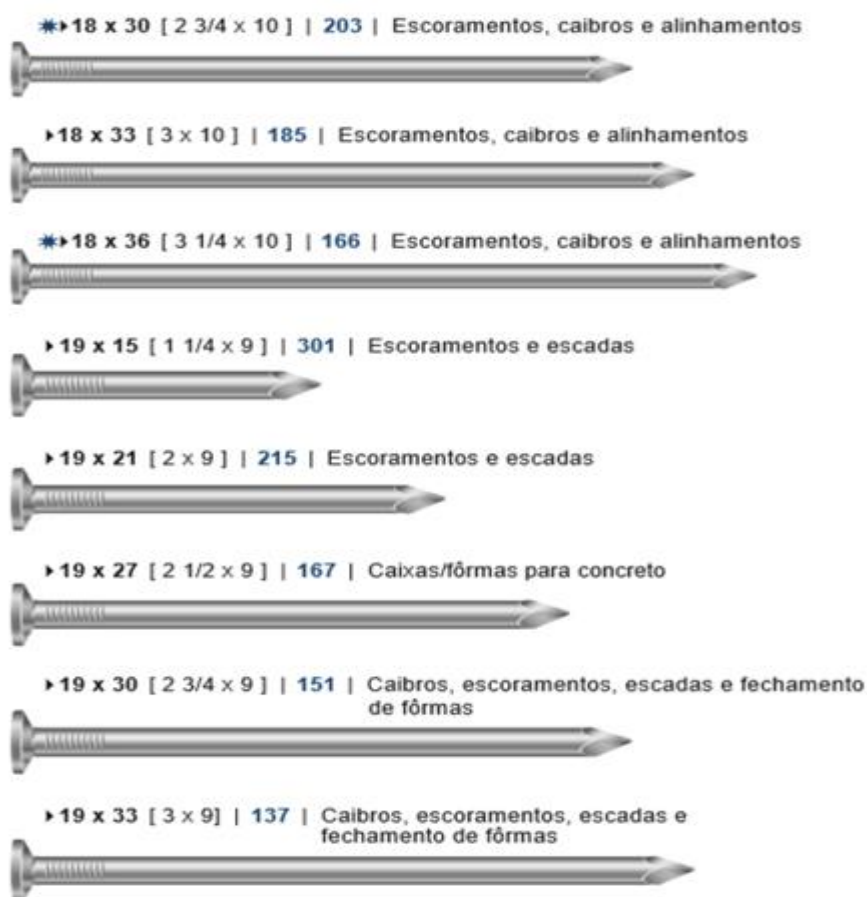 18 x 30 [ 2 3/4 x 10 ] | 203 | Escoramentos, caibros e alinhamentos
18 x 33 [ 3 x 10 ] | 185 | Escoramentos, caibros e alinhamentos
18 x 36 [ 3 1/4 x 10 ] | 166 | Escoramentos, caibros e alinhamentos
19 x 15 [ 1 1/4 x 9 ] | 301 | Escoramentos e escadas
19 x 21 [ 2 x 9 ] | 215 | Escoramentos e escadas
19 x 27 [ 2 1/2 x 9 ] | 167 | Caixas/fôrmas para concreto
19 x 30 [ 2 3/4 x 9 ] | 151 | Caibros, escoramentos, escadas e fechamento
de fôrmas
19 x 33 [ 3 x 9] | 137 | Caibros, escoramentos, escadas e
fechamento de fôrmas